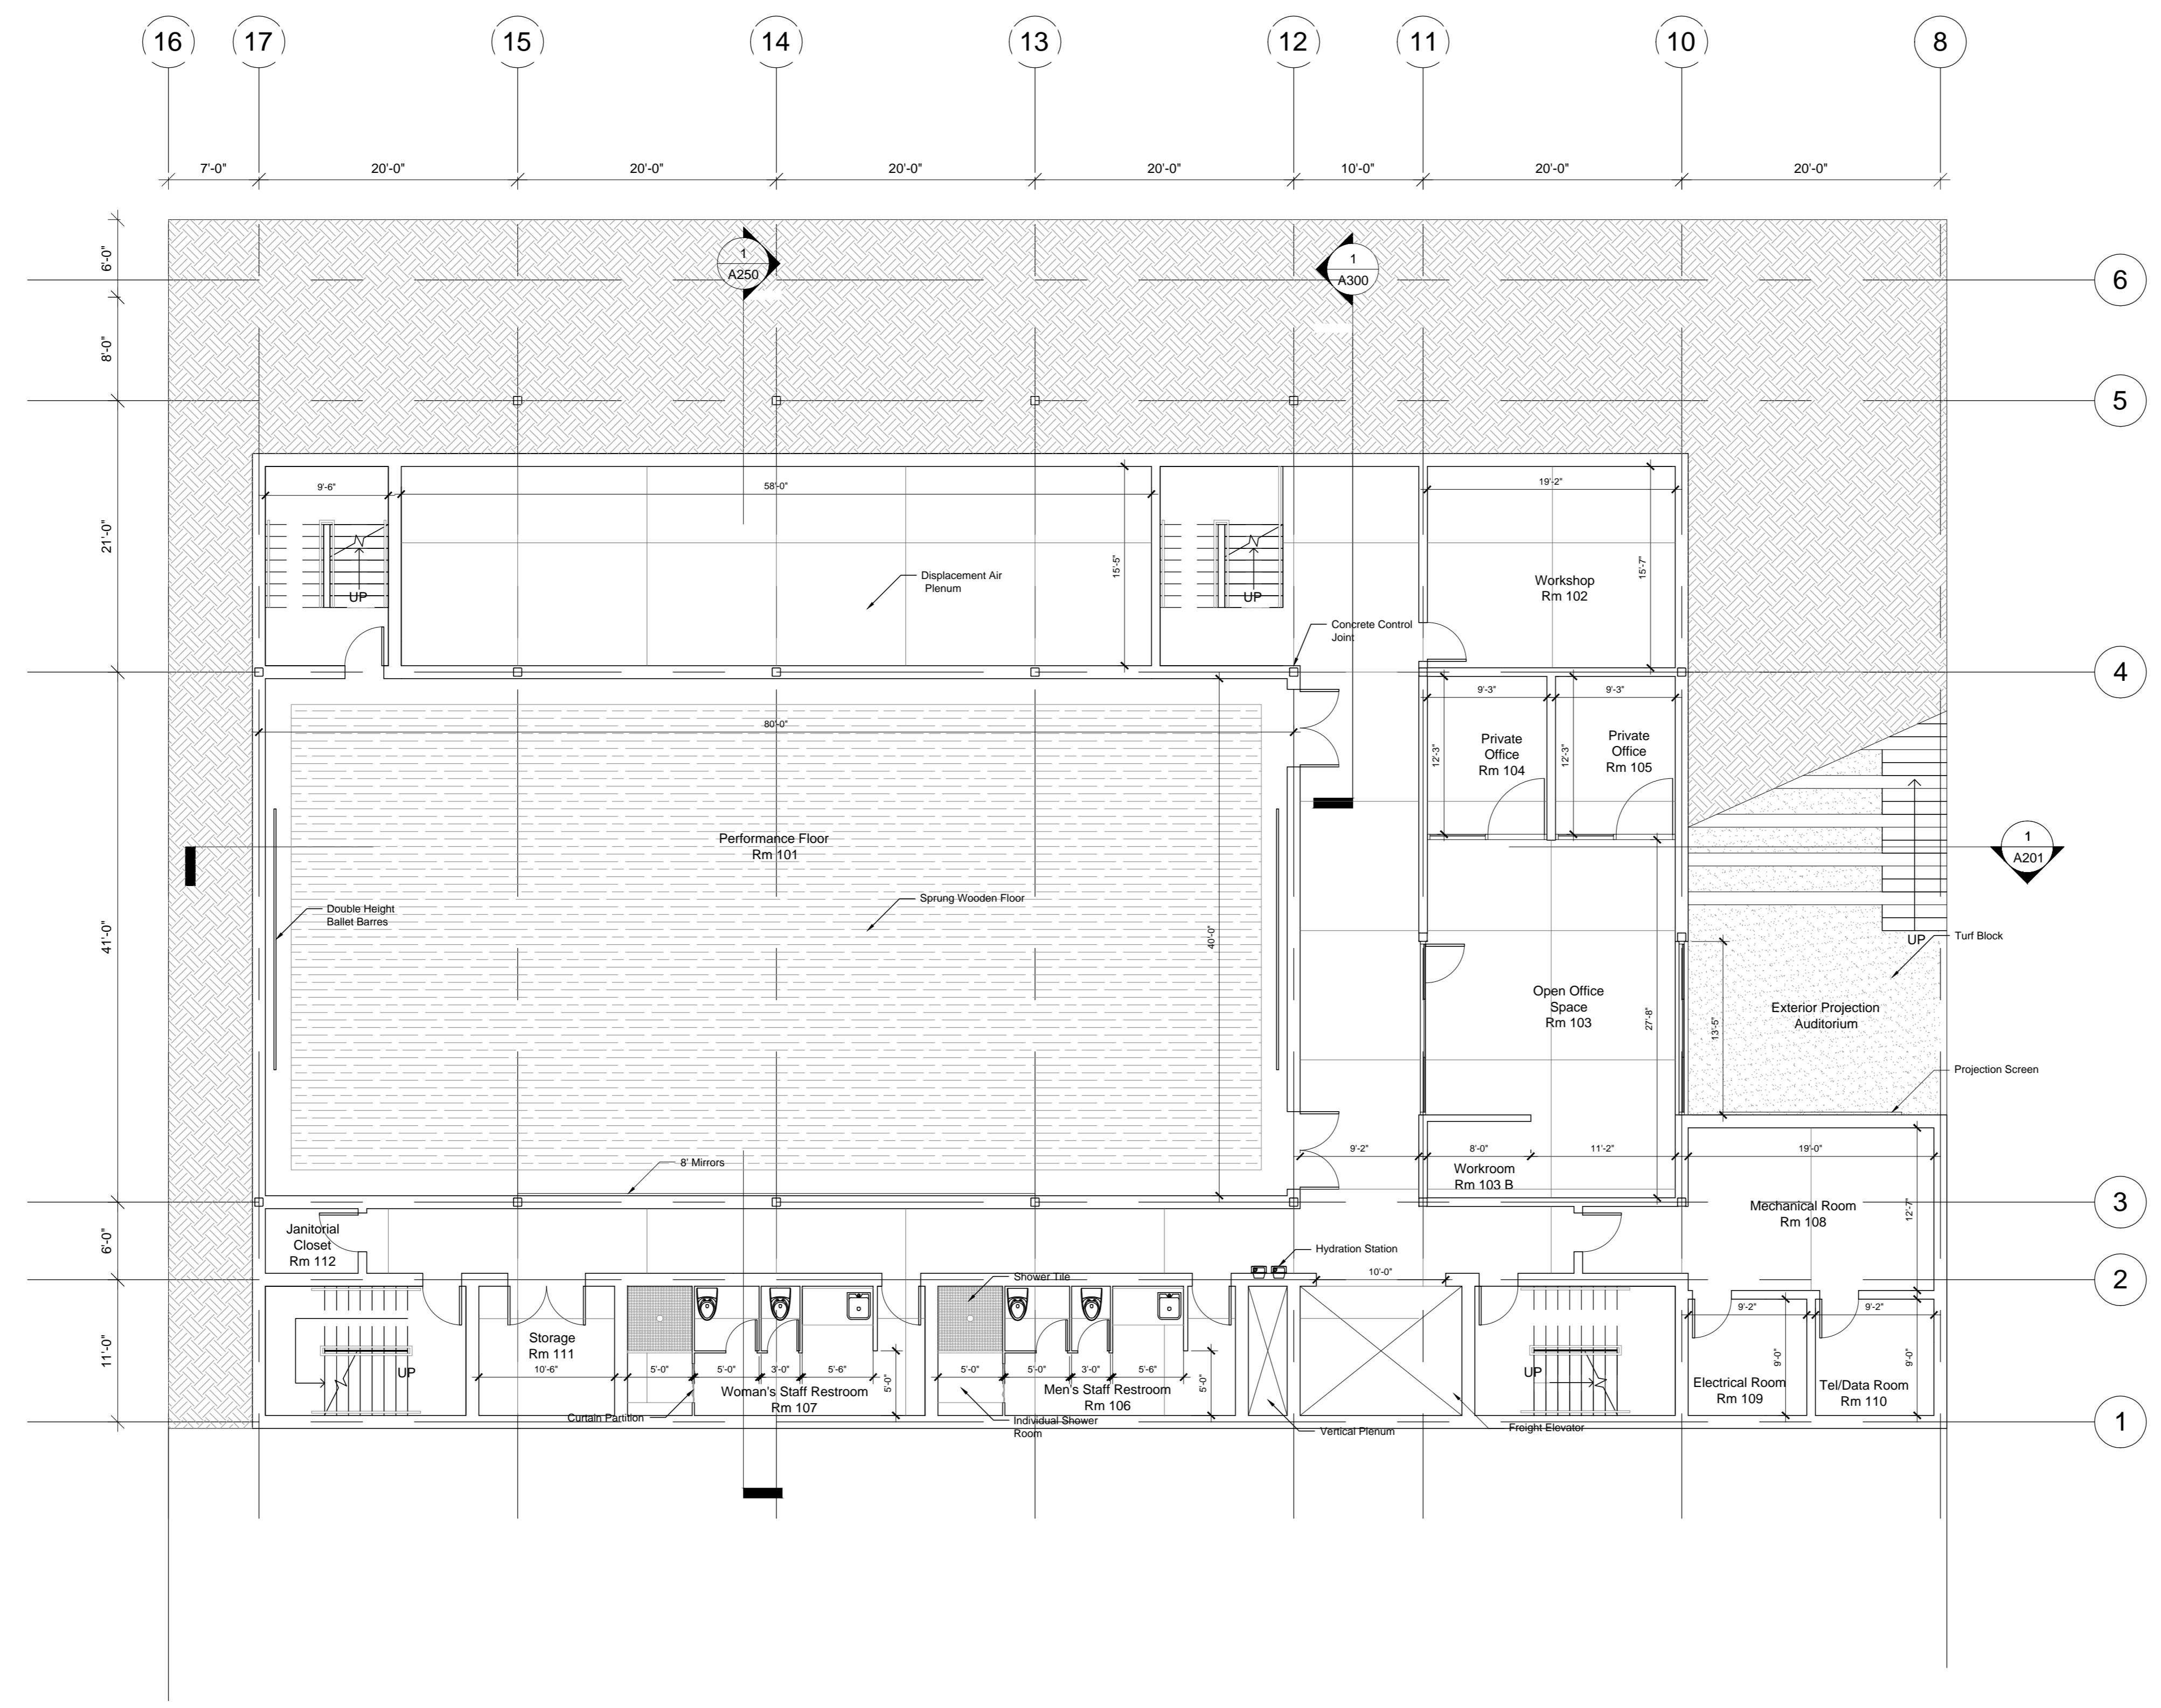 16 17 15 14 13 12 11 10 8
7'-0" 20'-0" 20'-0" 20'-0" 20'-0" 10'-0" 20'-0" 20'-0"
6'-0"
1
A250
1
A300
6
8'-0"
5
21'-0"
9'-6"
58'-0"
19'-2"
15'-5"
15'-7"
Displacement Air
Plenum
Workshop
Rm 102
UP
UP
Concrete Control
Joint
4
9'-3"
9'-3"
80'-0"
12'-3"
12'-3"
Private
Office
Rm 104
Private
Office
Rm 105
Performance Floor
Rm 101
1
A201
Sprung Wooden Floor
Double Height
Ballet Barres
41'-0"
40'-0"
UP
Turf Block
Open Office
Space
Rm 103
27'-8"
13'-5"
Exterior Projection
Auditorium
Projection Screen
8' Mirrors
9'-2"
8'-0"
11'-2"
19'-0"
Workroom
Rm 103 B
Mechanical Room
Rm 108
12'-7"
3
6'-0"
Janitorial
Closet
Rm 112
Hydration Station
10'-0"
Shower Tile
2
11'-0"
9'-2"
9'-2"
Storage
Rm 111
10'-6"
5'-0"
5'-0"
3'-0"
5'-6"
5'-0"
5'-0"
5'-0"
3'-0"
5'-6"
5'-0"
UP
UP
9'-0"
9'-0"
Woman's Staff Restroom
Rm 107
Men's Staff Restroom
Rm 106
Electrical Room
Rm 109
Tel/Data Room
Rm 110
Curtain Partition
Individual Shower
Room
Vertical Plenum
Freight Elevator
1